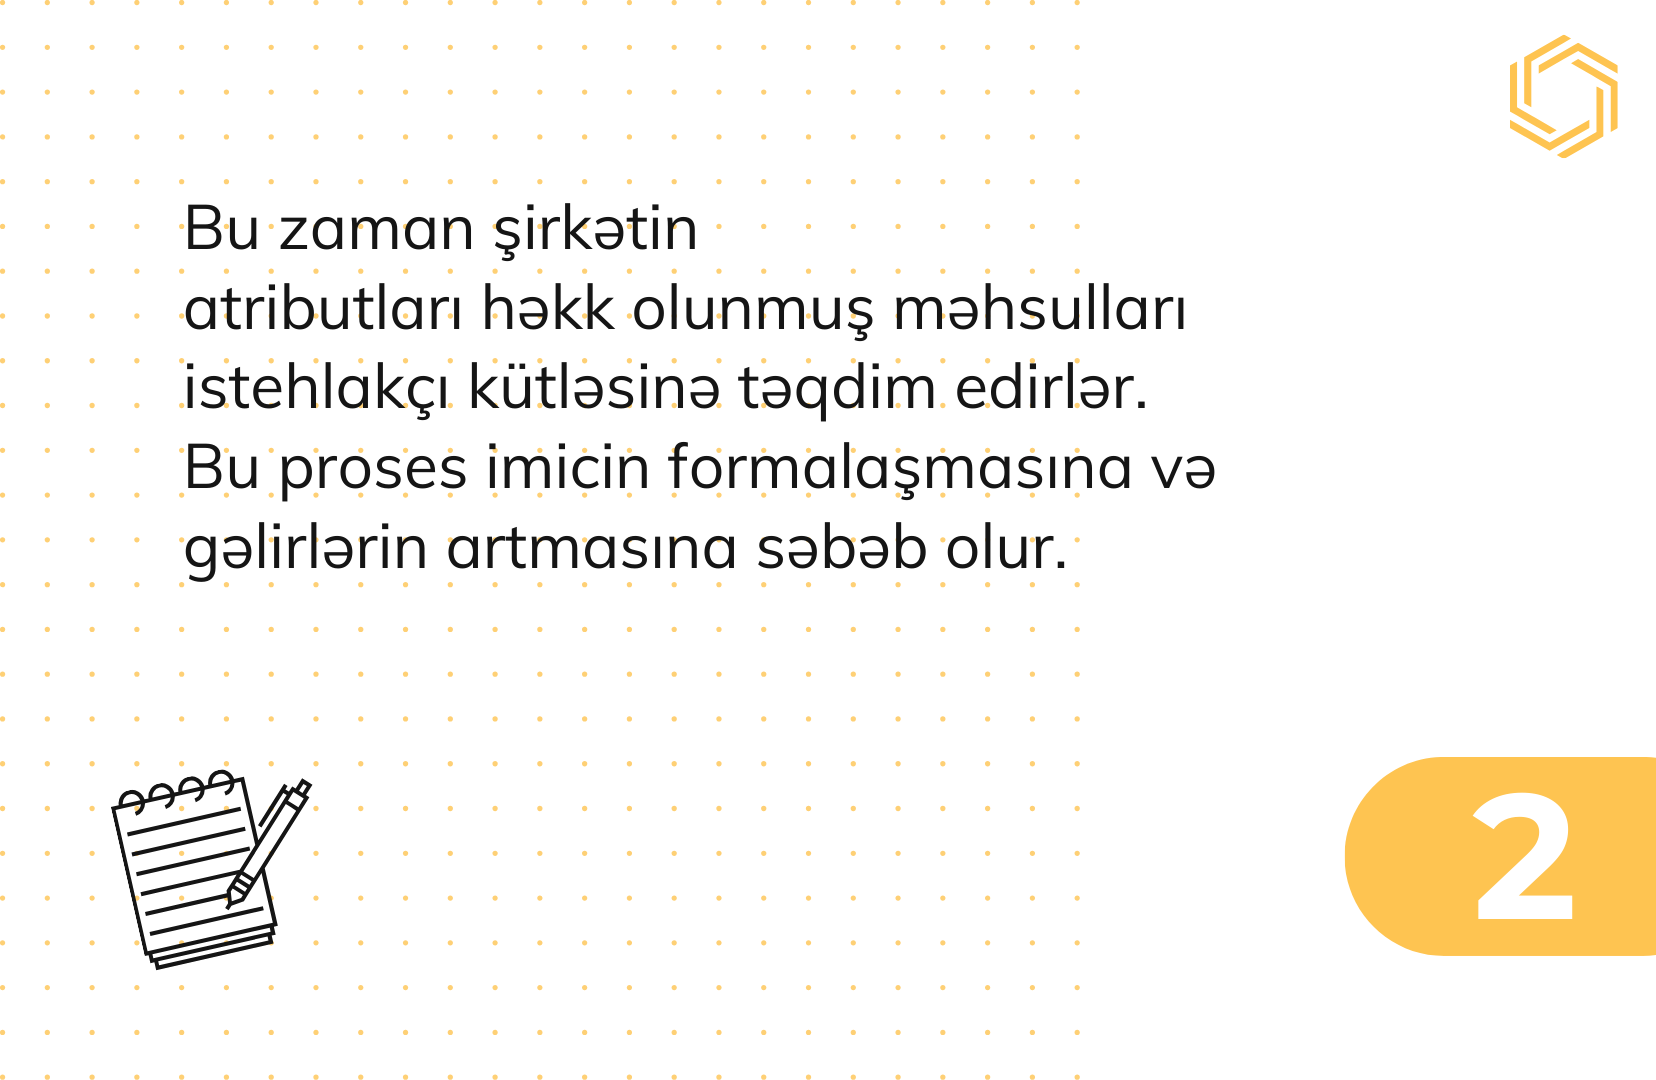 Bu zaman şirkətin
atributları həkk olunmuş məhsulları
istehlakçı kütləsinə təqdim edirlər.
Bu proses imicin formalaşmasına və
gəlirlərin artmasına səbəb olur.
2